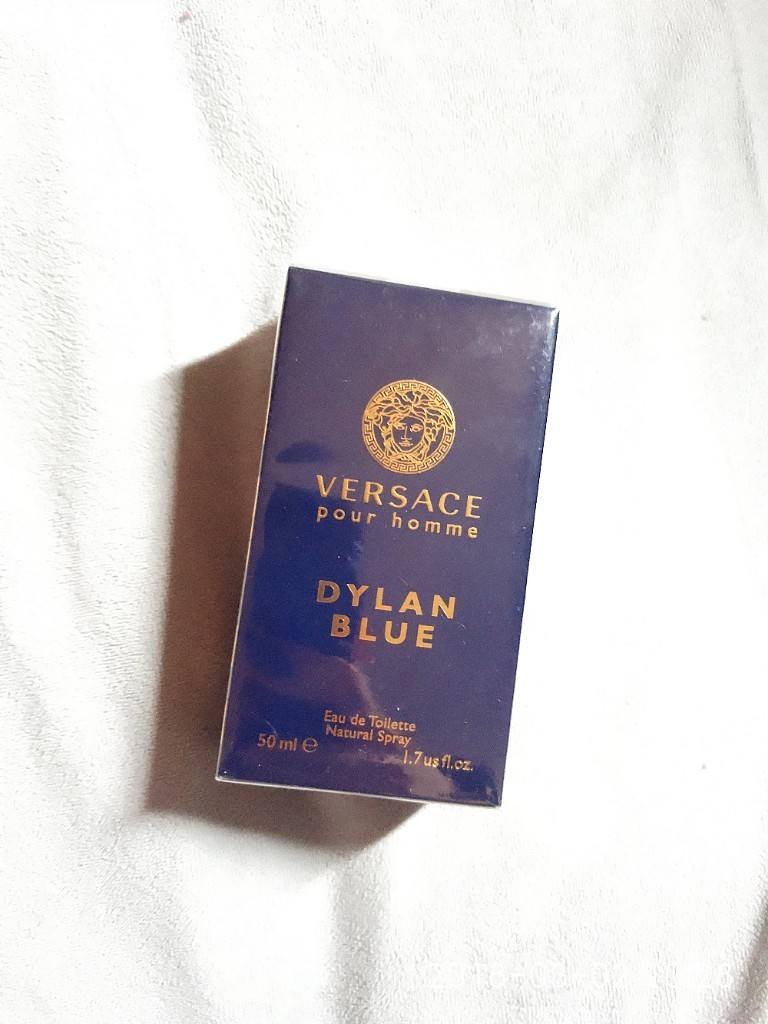 VERSACE
pour homme
DYLAN
BLUE
Eau de Toilette
Natural Spray
50 ml ℮
1.7 us fl.oz.